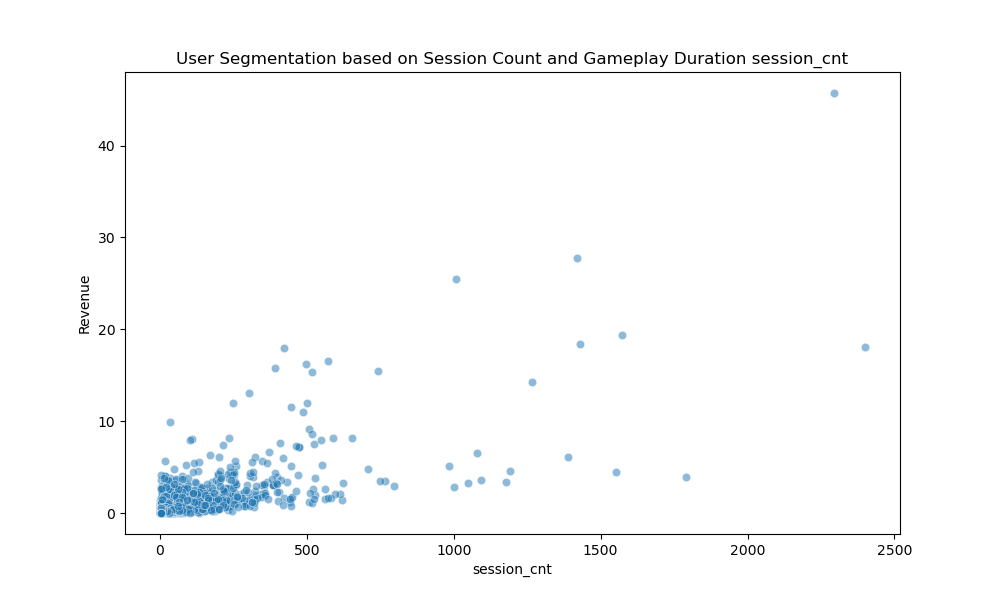 User Segmentation based on Session Count and Gameplay Duration session_cnt
Revenue
40
30
20
10
0
0 500 1000 1500 2000 2500
session_cnt